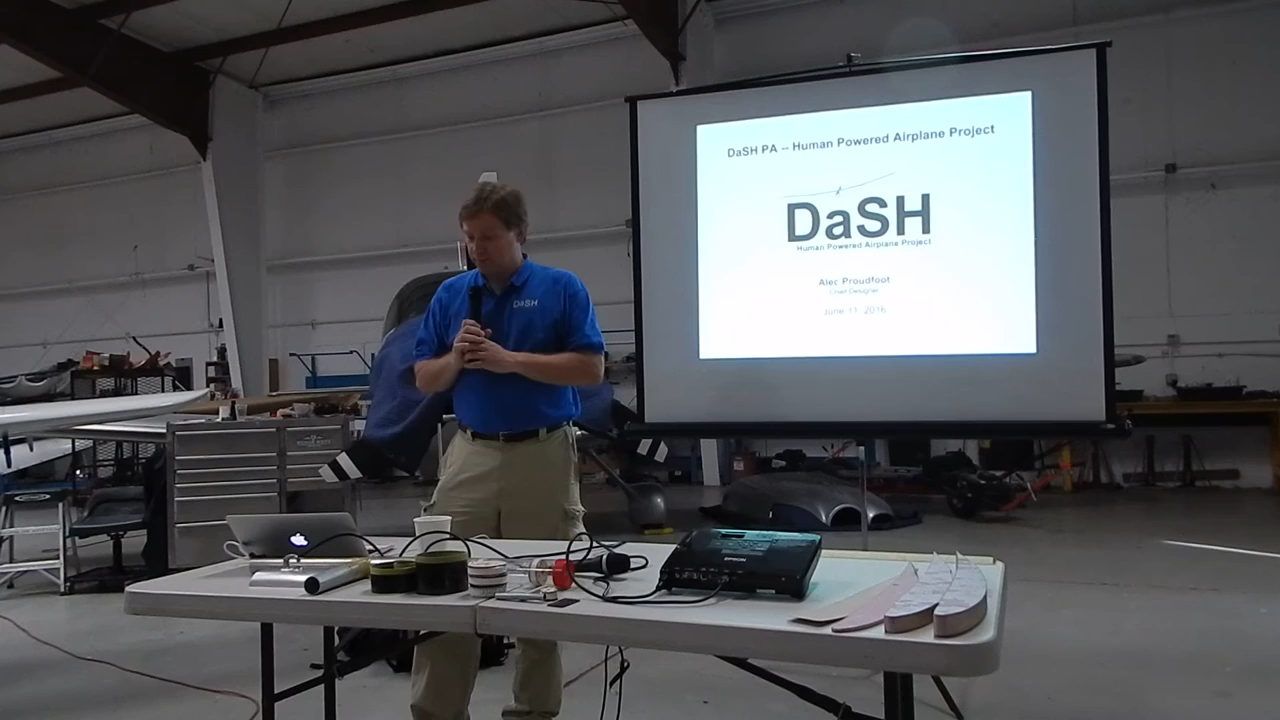 DaSH PA -- Human Powered Airplane Project
DaSH
Human Powered Airplane Project
Alec Proudfoot
Chief Designer
June 11, 2016
DaSH
EPSON